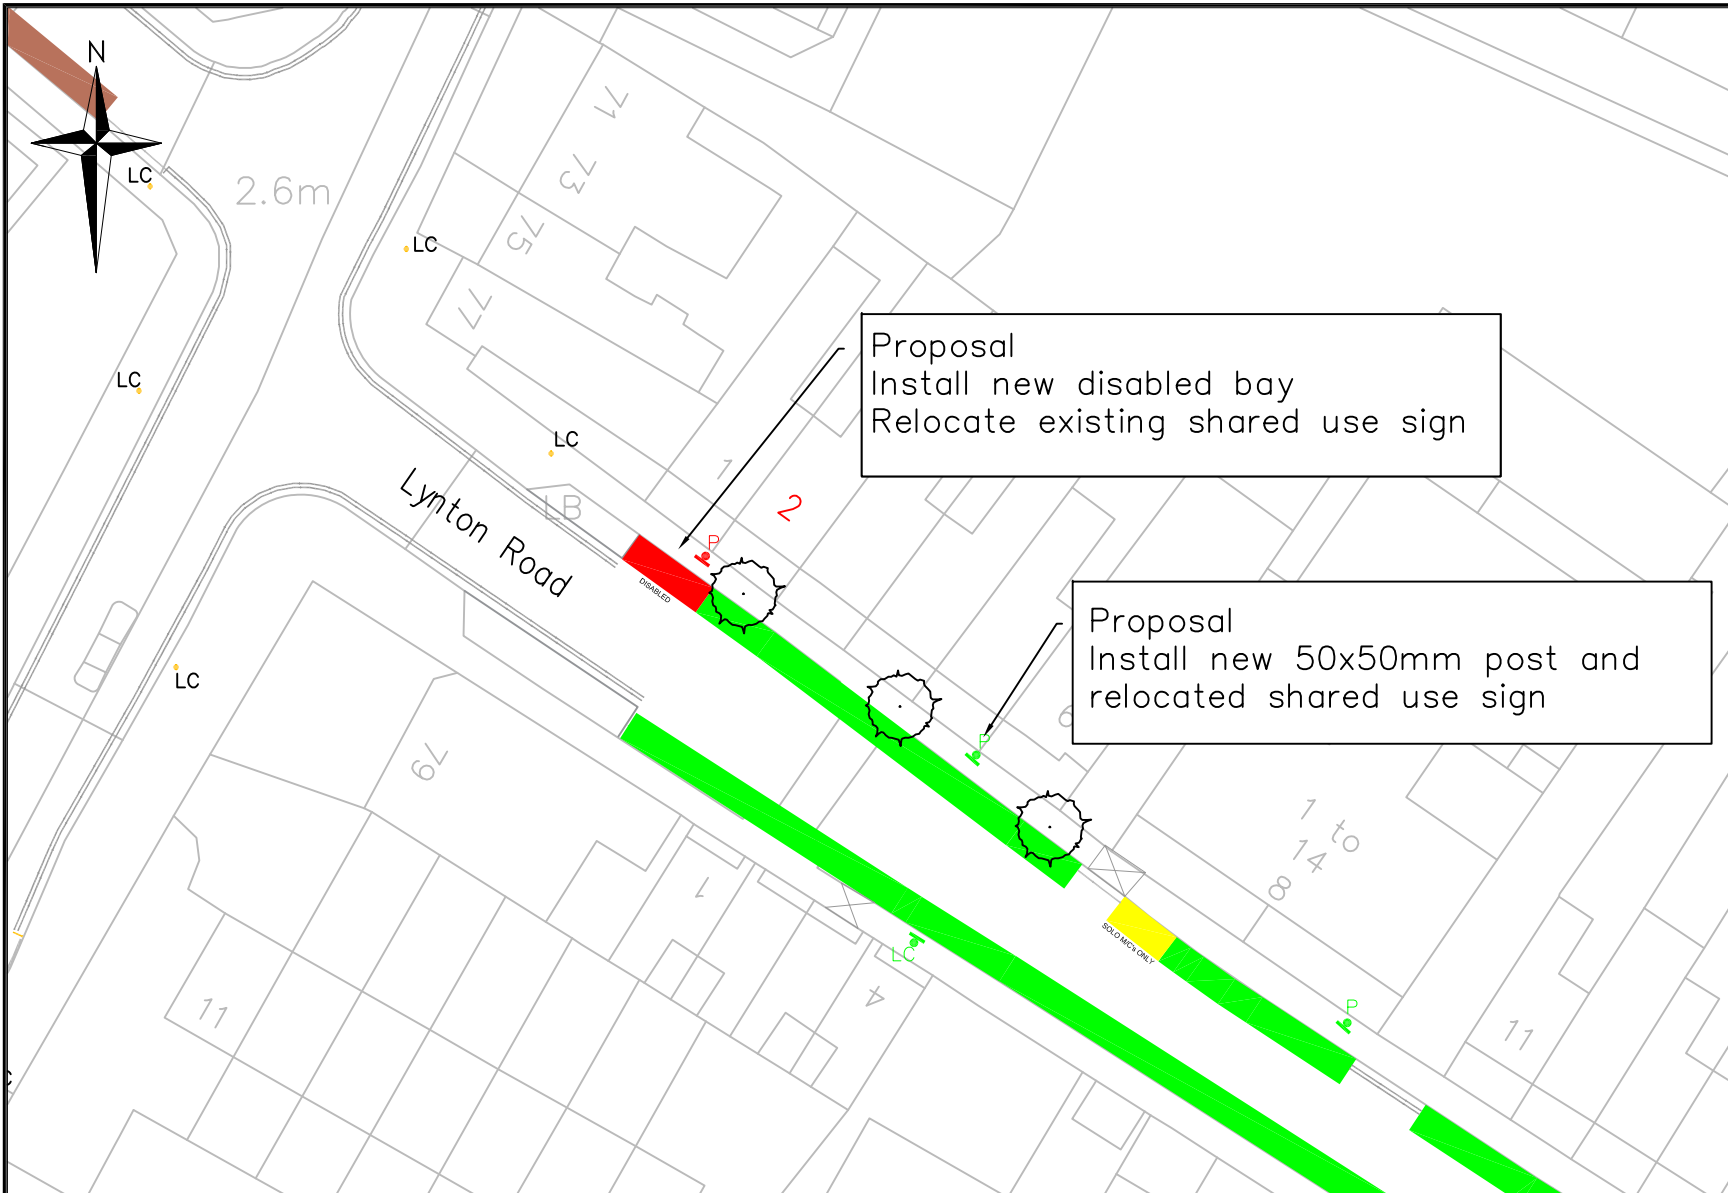 N
LC
2.6m
LC
71
73
75
77
LC
LC
Proposal
Install new disabled bay
Relocate existing shared use sign
1
2
LB
Lynton Road
P
DISABLED
Proposal
Install new 50x50mm post and
relocated shared use sign
6
P
LC
79
1
1 to
14
8
SOLO M/C's ONLY
LC
4
P
11
11